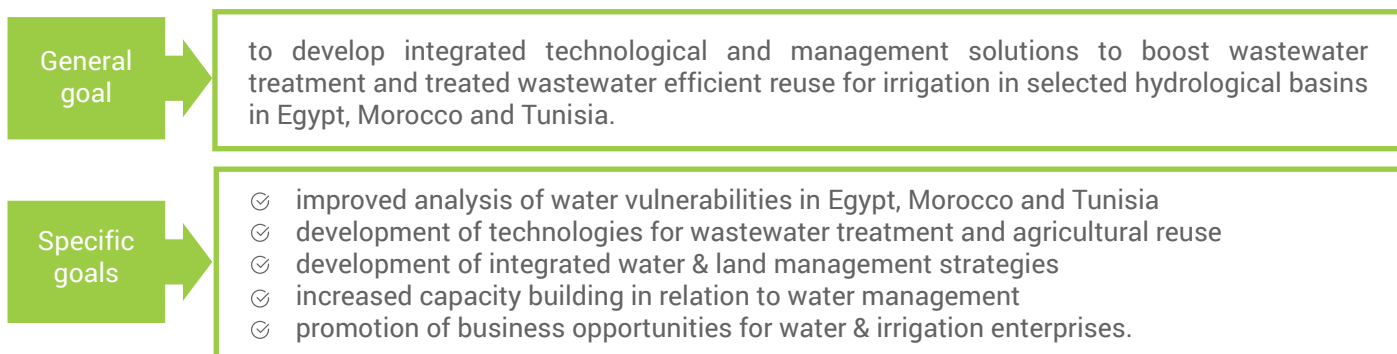 General
goal
to develop integrated technological and management solutions to boost wastewater
treatment and treated wastewater efficient reuse for irrigation in selected hydrological basins
in Egypt, Morocco and Tunisia.
Specific
goals
improved analysis of water vulnerabilities in Egypt, Morocco and Tunisia
development of technologies for wastewater treatment and agricultural reuse
development of integrated water & land management strategies
increased capacity building in relation to water management
promotion of business opportunities for water & irrigation enterprises.